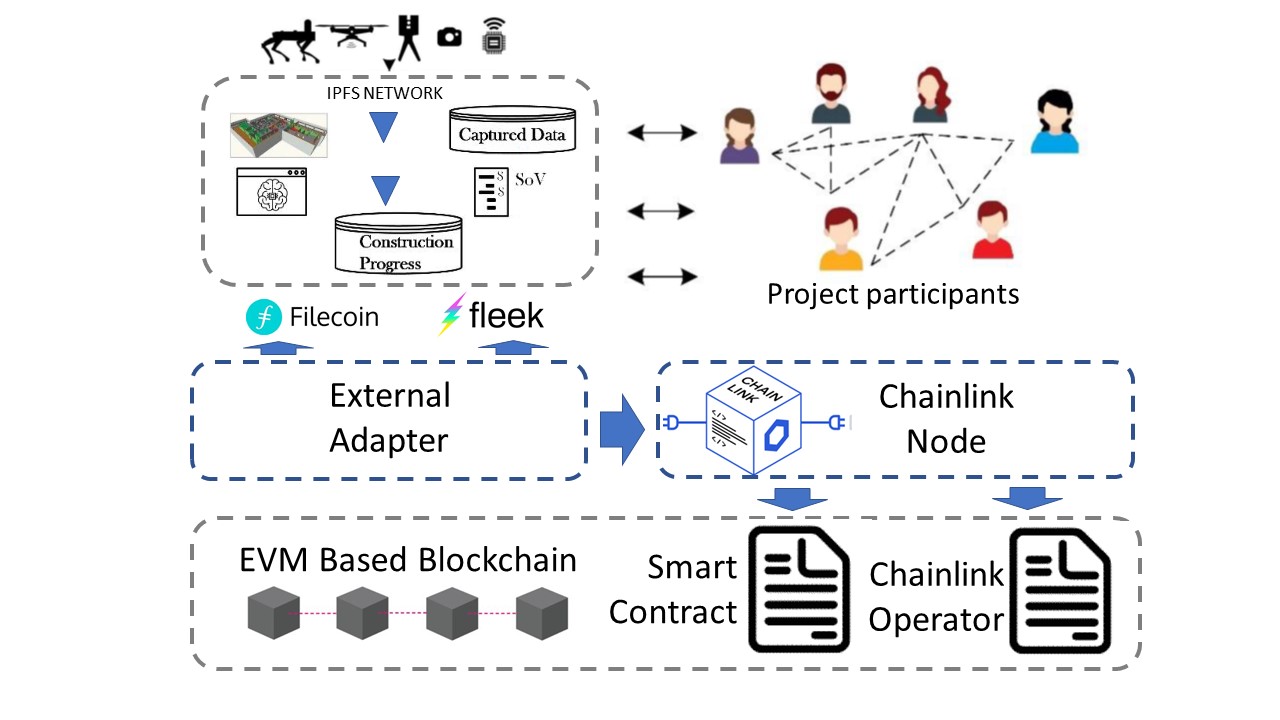 IPFS NETWORK
Captured Data
S
S
SoV
Construction
Progress
Filecoin
fleek
Project participants
External
Adapter
CHAIN
LINK
</>
</>
Chainlink
Node
EVM Based Blockchain
Smart
Contract
Chainlink
Operator